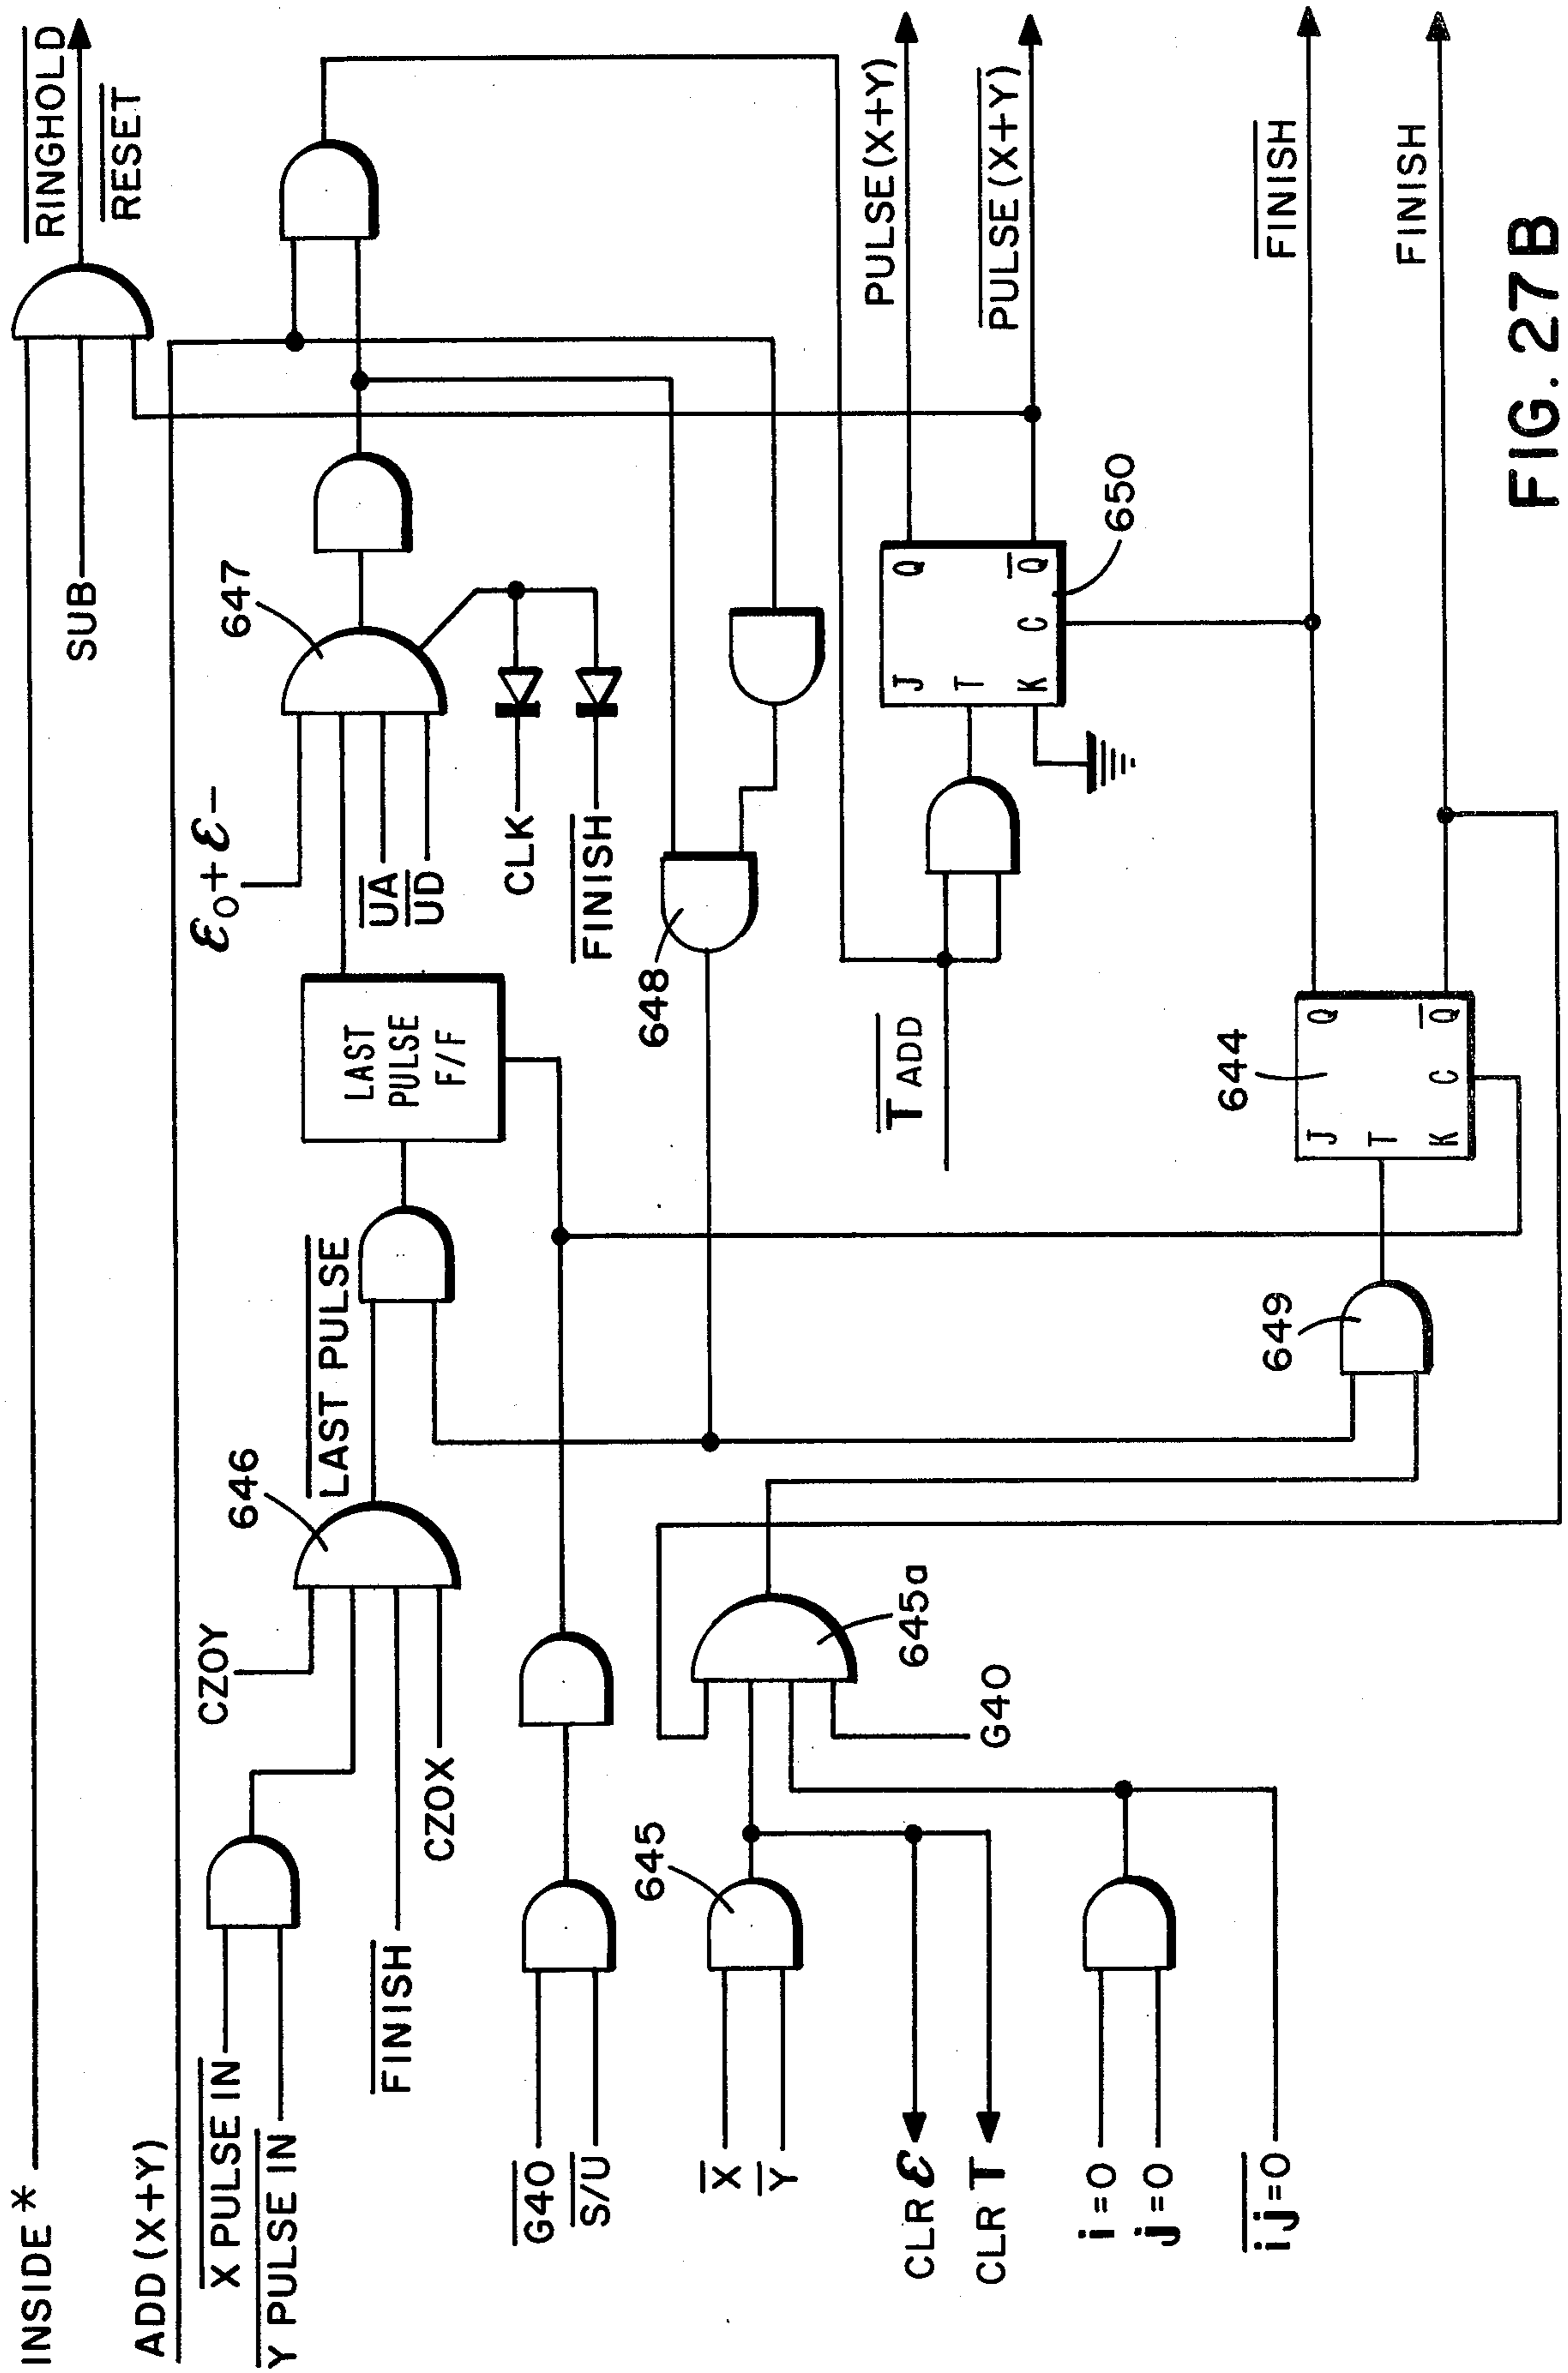 INSIDE *
RINGHOLD
RESET
SUB
ADD (X+Y)
X PULSE IN
Y PULSE IN
CZOY
646
LAST PULSE
FINISH
CZOX
LAST
PULSE
F/F
ε0+ε-
UA
UD
647
CLK
FINISH
G40
S/U
648
645
X
Y
CLR ε
CLR T
645a
G40
T ADD
J
T
K
Q
Q
C
650
PULSE (X+Y)
PULSE (X+Y)
i=0
j=0
ij=0
649
644
J
T
K
Q
Q
C
FINISH
FINISH
FIG. 27B